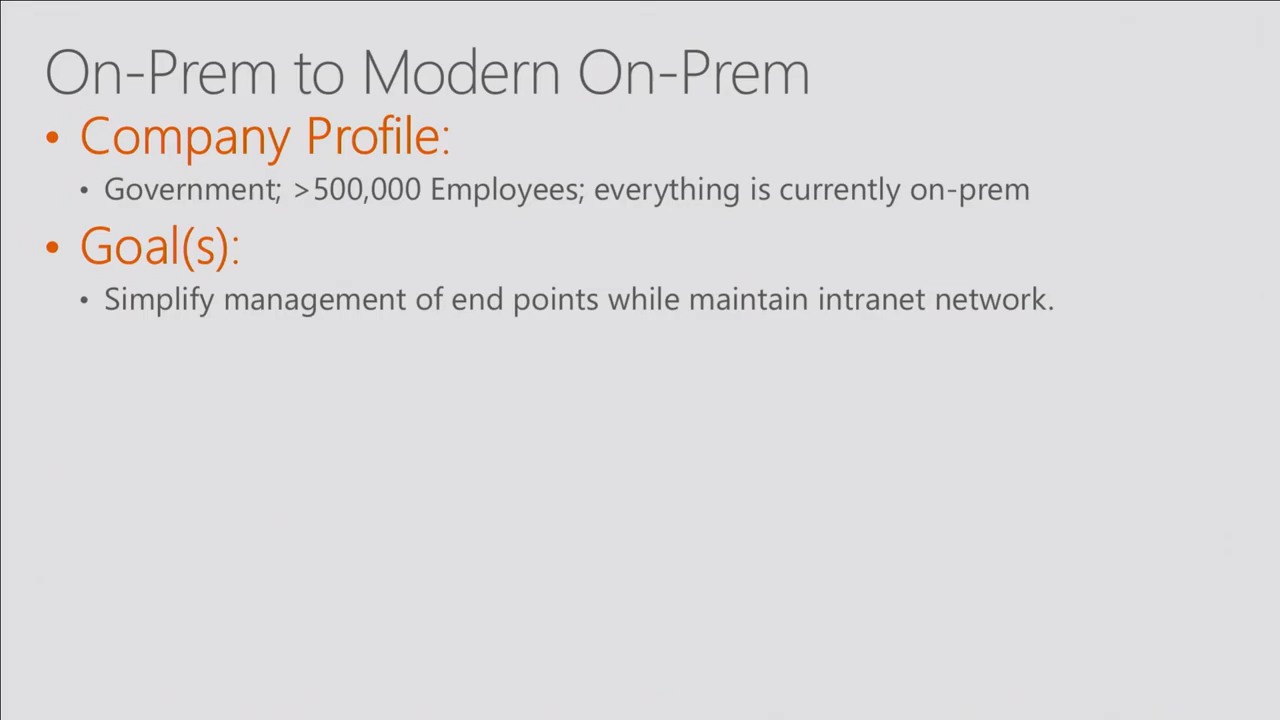 On-Prem to Modern On-Prem
• Company Profile:
• Government; >500,000 Employees; everything is currently on-prem
• Goal(s):
• Simplify management of end points while maintain intranet network.